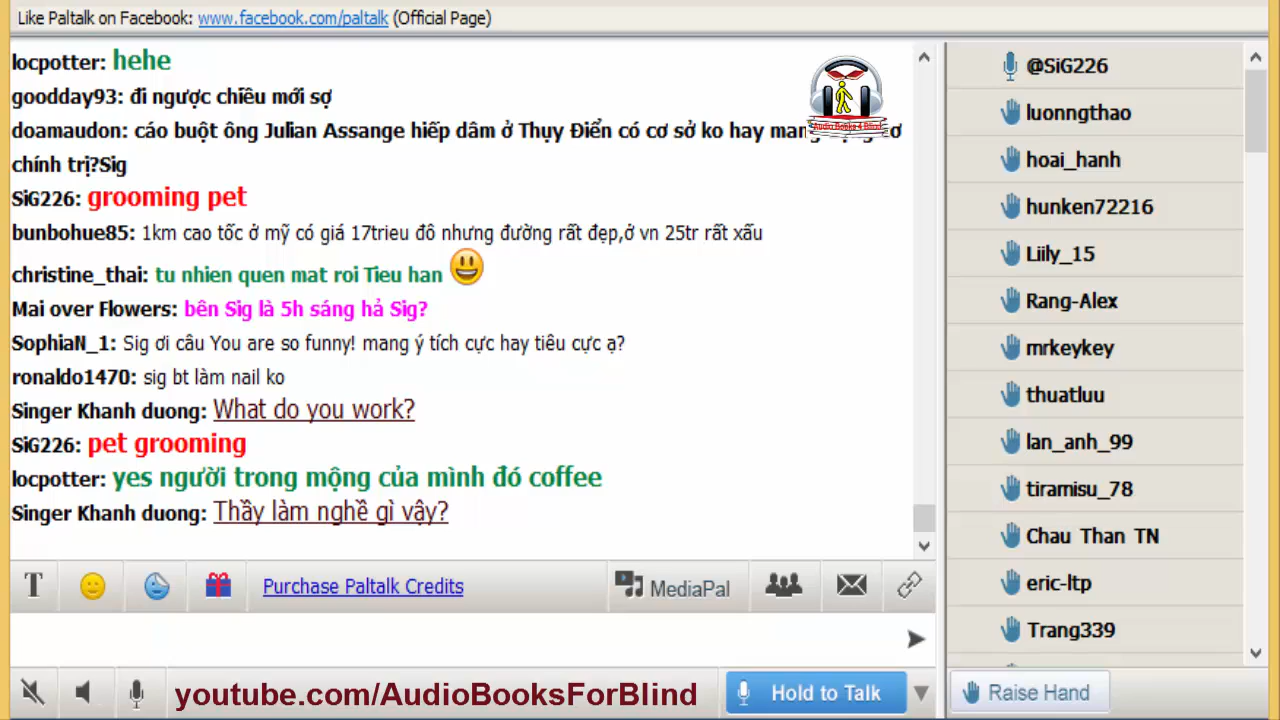 Like Paltalk on Facebook: www.facebook.com/paltalk (Official Page)
locpotter: hehe
goodday93: đi ngược chiều mới sợ
doamaudon: cáo buột ông Julian Assange hiếp dâm ở Thụy Điển có cơ sở ko hay
chính trị?Sig
SiG226: grooming pet
bunbohue85: 1km cao tốc ở mỹ có giá 17trieu đô nhưng đường rất đẹp,ở vn 25tr rất xấu
christine_thai: tu nhien quen mat roi Tieu han
Mai over Flowers: bên Sig là 5h sáng hả Sig?
SophiaN_1: Sig ơi câu You are so funny! mang ý tích cực hay tiêu cực ạ?
ronaldo1470: sig bt làm nail ko
Singer Khanh duong: What do you work?
SiG226: pet grooming
locpotter: yes người trong mộng của mình đó coffee
Singer Khanh duong: Thầy làm nghề gì vậy?
Audio Books 4 Blind
T
Purchase Paltalk Credits
MediaPal
youtube.com/AudioBooksForBlind
Hold to Talk
@SiG226
luonngthao
hoai_hanh
hunken72216
Liily_15
Rang-Alex
mrkeykey
thuatluu
lan_anh_99
tiramisu_78
Chau Than TN
eric-ltp
Trang339
Raise Hand